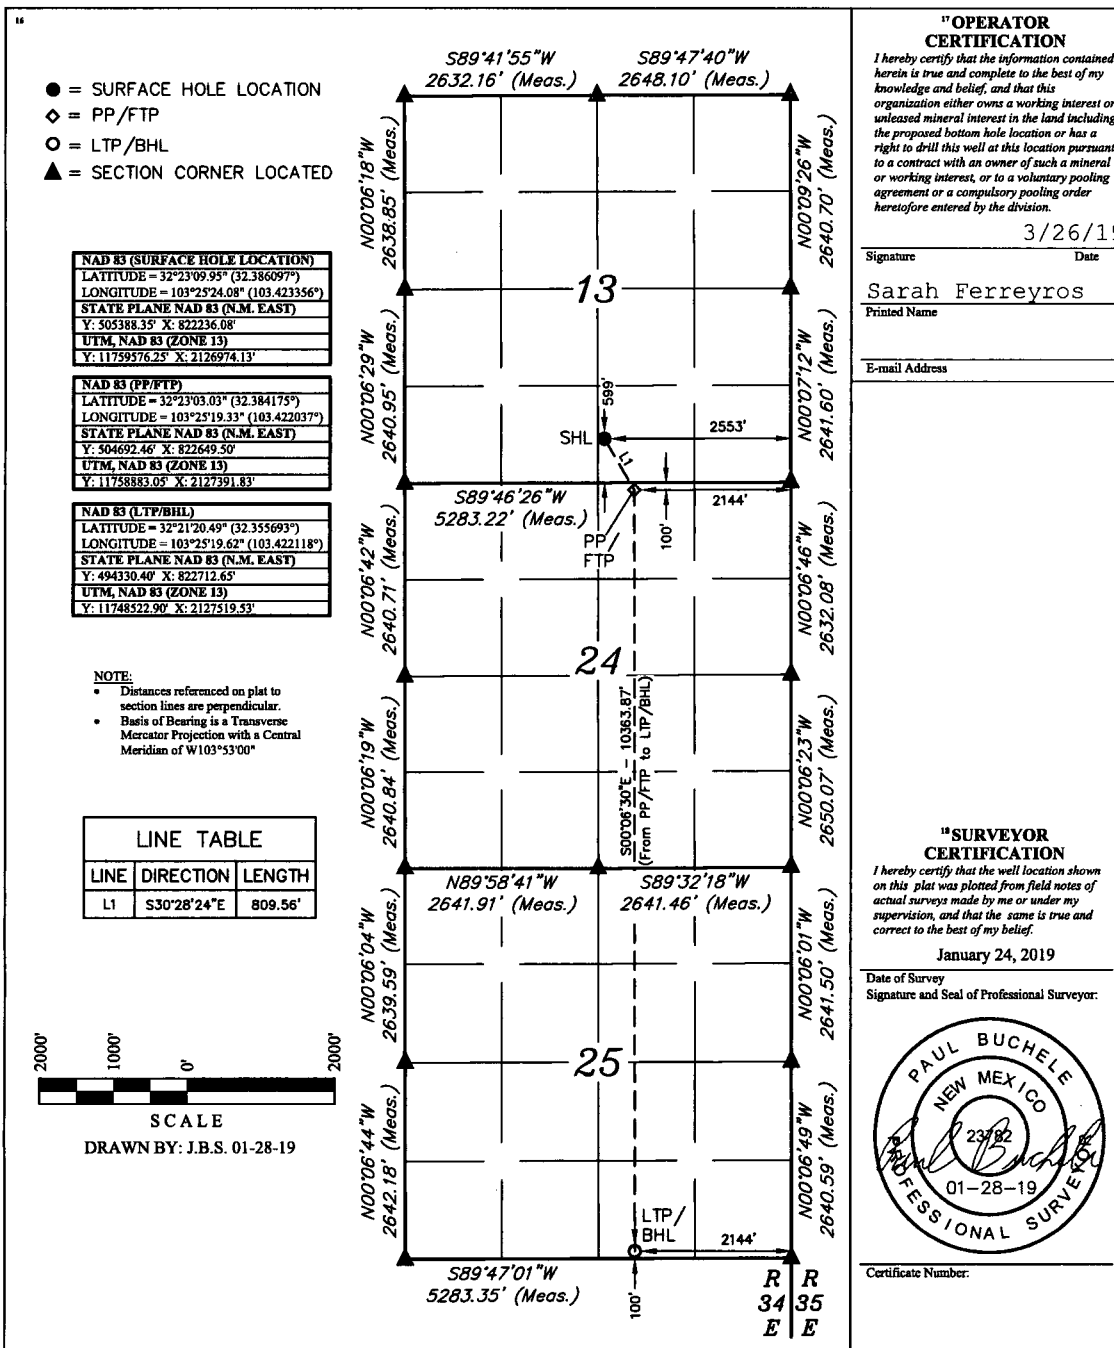 16
● = SURFACE HOLE LOCATION
◇ = PP/FTP
○ = LTP/BHL
▲ = SECTION CORNER LOCATED
NAD 83 (SURFACE HOLE LOCATION)
LATITUDE = 32°23'09.95" (32.386097°)
LONGITUDE = 103°25'24.08" (103.423356°)
STATE PLANE NAD 83 (N.M. EAST)
Y: 505388.35' X: 822236.08'
UTM, NAD 83 (ZONE 13)
Y: 11759576.25' X: 2126974.13'
NAD 83 (PP/FTP)
LATITUDE = 32°23'03.03" (32.384175°)
LONGITUDE = 103°25'19.33" (103.422037°)
STATE PLANE NAD 83 (N.M. EAST)
Y: 504692.46' X: 822649.50'
UTM, NAD 83 (ZONE 13)
Y: 11758883.05' X: 2127391.83'
NAD 83 (LTP/BHL)
LATITUDE = 32°21'20.49" (32.355693°)
LONGITUDE = 103°25'19.62" (103.422118°)
STATE PLANE NAD 83 (N.M. EAST)
Y: 494330.40' X: 822712.65'
UTM, NAD 83 (ZONE 13)
Y: 11748522.90' X: 2127519.53'
NOTE:
• Distances referenced on plat to
section lines are perpendicular.
• Basis of Bearing is a Transverse
Mercator Projection with a Central
Meridian of W103°53'00"
LINE TABLE
LINE DIRECTION LENGTH
L1 S30°28'24"E 809.56'
2000' 1000' 0' 2000'
SCALE
DRAWN BY: J.B.S. 01-28-19
S89°41'55"W
2632.16' (Meas.)
S89°47'40"W
2648.10' (Meas.)
N00°06'18"W
2638.85' (Meas.)
N00°09'26"W
2640.70' (Meas.)
13
N00°06'29"W
2640.95' (Meas.)
N00°07'12"W
2641.60' (Meas.)
599'
SHL
2553'
L1
S89°46'26"W
5283.22' (Meas.)
2144'
PP
FTP
100'
N00°06'42"W
2640.71' (Meas.)
N00°06'46"W
2632.08' (Meas.)
24
N00°06'19"W
2640.84' (Meas.)
S00°06'30"E – 10363.87'
(From PP/FTP to LTP/BHL)
N00°06'23"W
2650.07' (Meas.)
N89°58'41"W
2641.91' (Meas.)
S89°32'18"W
2641.46' (Meas.)
N00°06'04"W
2639.59' (Meas.)
N00°06'01"W
2641.50' (Meas.)
25
N00°06'44"W
2642.18' (Meas.)
N00°06'49"W
2640.59' (Meas.)
LTP/
BHL
2144'
S89°47'01"W
5283.35' (Meas.)
100'
R R
34 35
E E
17 OPERATOR
CERTIFICATION
I hereby certify that the information contained
herein is true and complete to the best of my
knowledge and belief, and that this
organization either owns a working interest or
unleased mineral interest in the land including
the proposed bottom hole location or has a
right to drill this well at this location pursuant
to a contract with an owner of such a mineral
or working interest, or to a voluntary pooling
agreement or a compulsory pooling order
heretofore entered by the division.
3/26/19
Signature Date
Sarah Ferreyros
Printed Name
E-mail Address
18 SURVEYOR
CERTIFICATION
I hereby certify that the well location shown
on this plat was plotted from field notes of
actual surveys made by me or under my
supervision, and that the same is true and
correct to the best of my belief.
January 24, 2019
Date of Survey
Signature and Seal of Professional Surveyor:
PAUL BUCHELE
NEW MEXICO
23782
Paul Buchele
01-28-19
PROFESSIONAL SURVEYOR
Certificate Number: